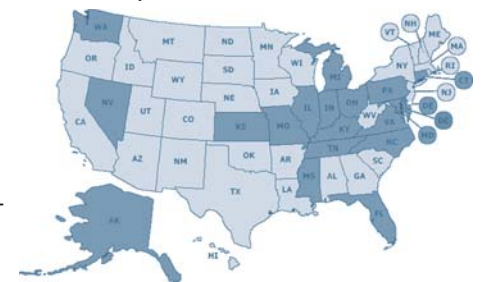 WA MT ND MN VT NH ME
OR ID WY SD WI MI NY MA
RI
CT
NV UT CO NE IA IL IN OH PA NJ
DE
CA KS MO KY WV VA DC
MD
AZ NM OK AR TN NC
SC
TX LA MS AL GA
AK HI FL